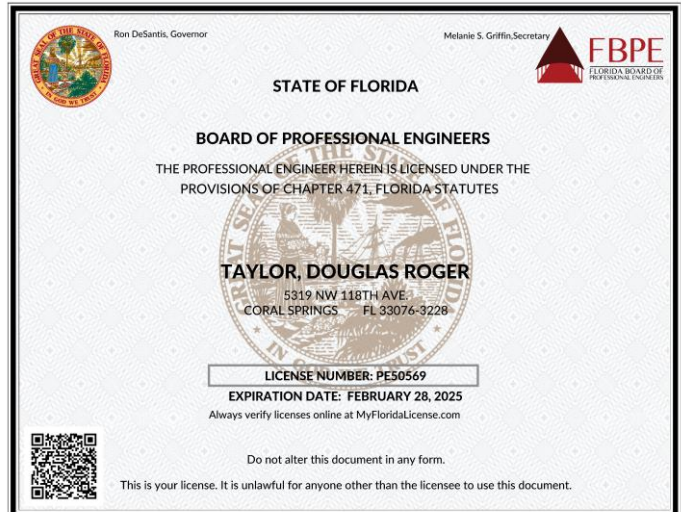 Ron DeSantis, Governor
Melanie S. Griffin,Secretary
FBPE
FLORIDA BOARD OF
PROFESSIONAL ENGINEERS
STATE OF FLORIDA
BOARD OF PROFESSIONAL ENGINEERS
THE PROFESSIONAL ENGINEER HEREIN IS LICENSED UNDER THE
PROVISIONS OF CHAPTER 471, FLORIDA STATUTES
GREAT SEAL OF THE STATE OF FLORIDA
IN GOD WE TRUST
TAYLOR, DOUGLAS ROGER
5319 NW 118TH AVE.
CORAL SPRINGS FL 33076-3228
LICENSE NUMBER: PE50569
EXPIRATION DATE: FEBRUARY 28, 2025
Always verify licenses online at MyFloridaLicense.com
Do not alter this document in any form.
This is your license. It is unlawful for anyone other than the licensee to use this document.